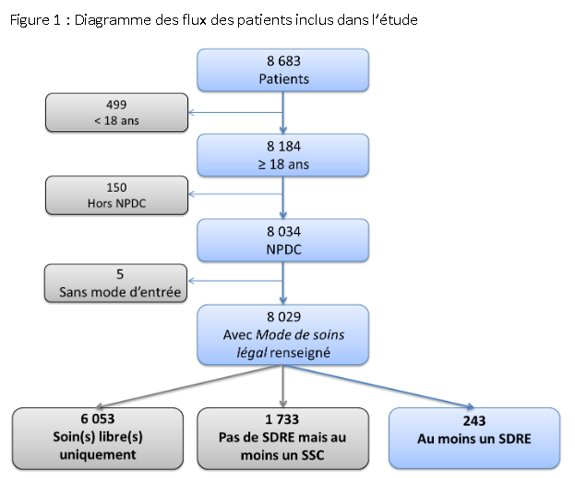 Figure 1 : Diagramme des flux des patients inclus dans l'étude
8 683
Patients
499
< 18 ans
8 184
≥ 18 ans
150
Hors NPDC
8 034
NPDC
5
Sans mode d'entrée
8 029
Avec Mode de soins
légal renseigné
6 053
Soin(s) libre(s)
uniquement
1 733
Pas de SDRE mais au
moins un SSC
243
Au moins un SDRE